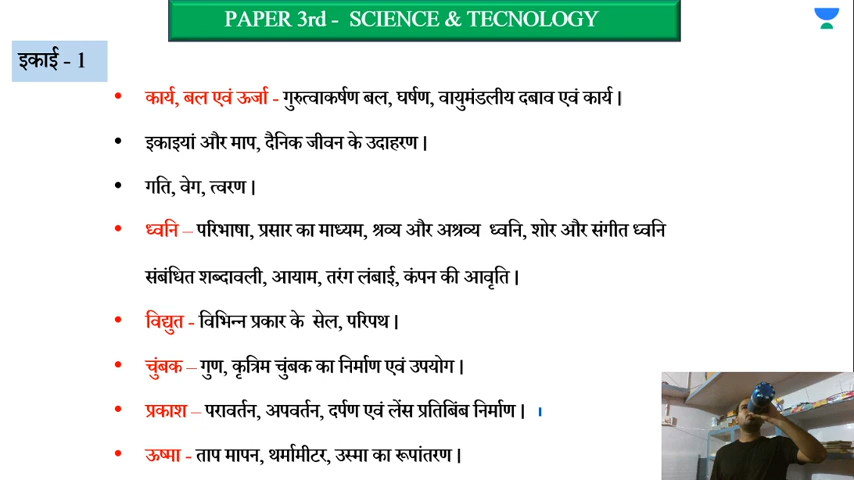 PAPER 3rd - SCIENCE & TECNOLOGY
इकाई - 1
• कार्य, बल एवं ऊर्जा - गुरुत्वाकर्षण बल, घर्षण, वायुमंडलीय दबाव एवं कार्य |
• इकाइयां और माप, दैनिक जीवन के उदाहरण |
• गति, वेग, त्वरण |
• ध्वनि – परिभाषा, प्रसार का माध्यम, श्रव्य और अश्रव्य ध्वनि, शोर और संगीत ध्वनि
संबंधित शब्दावली, आयाम, तरंग लंबाई, कंपन की आवृति |
• विद्युत - विभिन्न प्रकार के सेल, परिपथ |
• चुंबक – गुण, कृत्रिम चुंबक का निर्माण एवं उपयोग |
• प्रकाश – परावर्तन, अपवर्तन, दर्पण एवं लेंस प्रतिबिंब निर्माण |
• ऊष्मा - ताप मापन, थर्मामीटर, उस्मा का रूपांतरण |